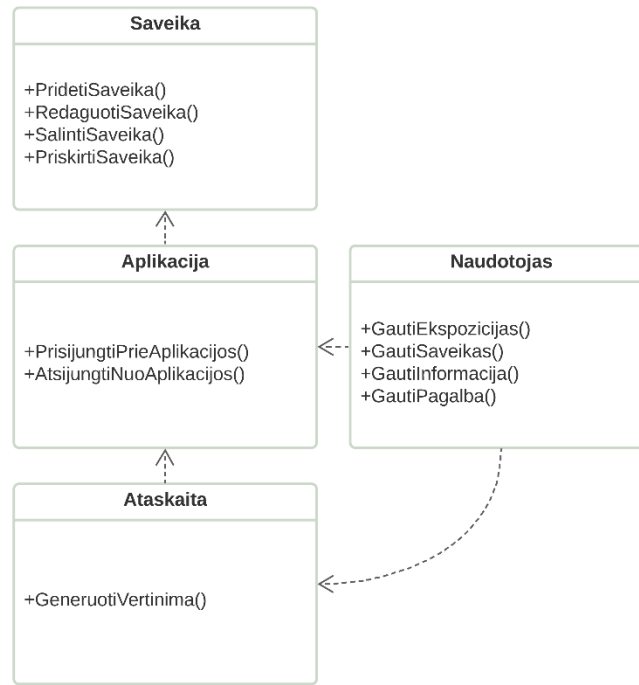 Saveika
+PridetiSaveika()
+RedaguotiSaveika()
+SalintiSaveika()
+PriskirtiSaveika()
Aplikacija
+PrisijungtiPrieAplikacijos()
+AtsijungtiNuoAplikacijos()
Naudotojas
+GautiEkspozicijas()
+GautiSaveikas()
+GautiInformacija()
+GautiPagalba()
Ataskaita
+GeneruotiVertinima()